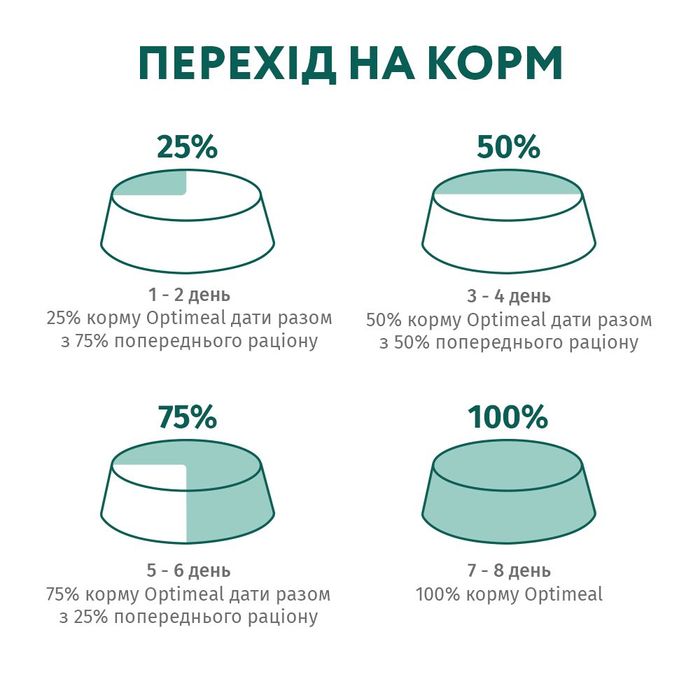 ПЕРЕХІД НА КОРМ
25%
1 - 2 день
25% корму Optimeal дати разом
з 75% попереднього раціону
50%
3 - 4 день
50% корму Optimeal дати разом
з 50% попереднього раціону
75%
5 - 6 день
75% корму Optimeal дати разом
з 25% попереднього раціону
100%
7 - 8 день
100% корму Optimeal